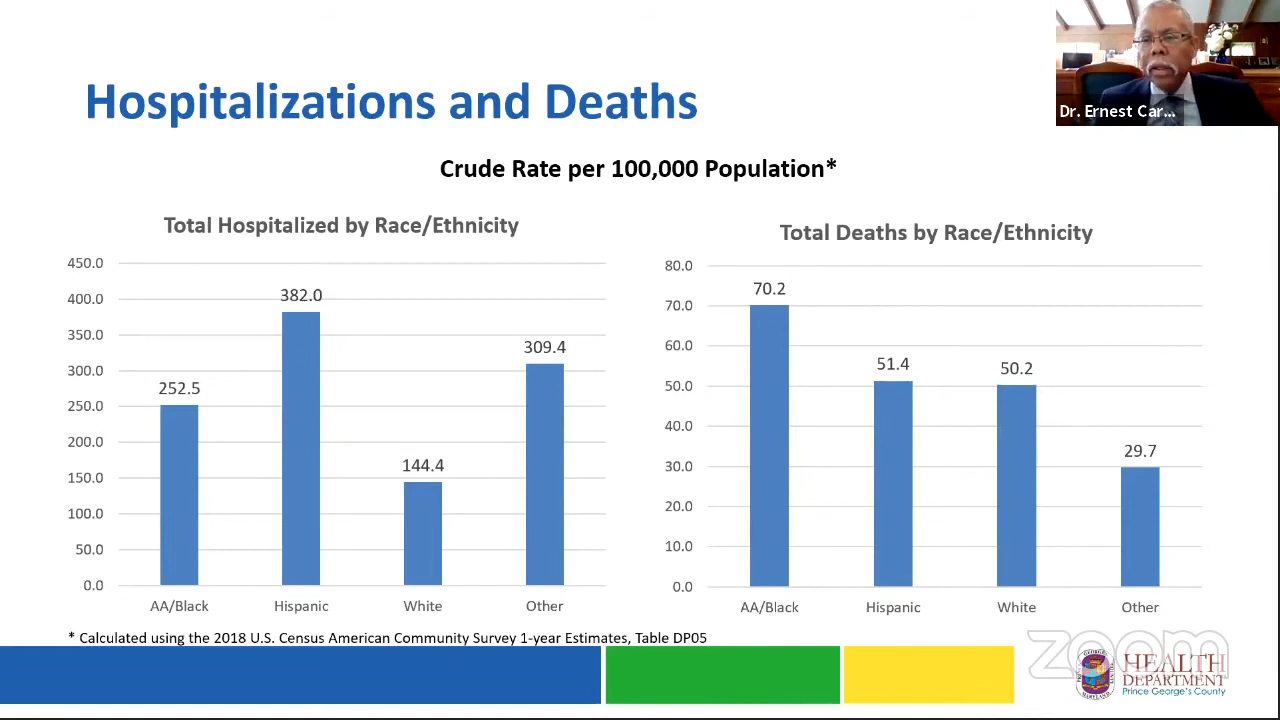 Hospitalizations and Deaths
Dr. Ernest Car...
Crude Rate per 100,000 Population*
Total Hospitalized by Race/Ethnicity
450.0
400.0
350.0
300.0
250.0
200.0
150.0
100.0
50.0
0.0
252.5
382.0
144.4
309.4
AA/Black Hispanic White Other
Total Deaths by Race/Ethnicity
80.0
70.0
60.0
50.0
40.0
30.0
20.0
10.0
0.0
70.2
51.4
50.2
29.7
AA/Black Hispanic White Other
* Calculated using the 2018 U.S. Census American Community Survey 1-year Estimates, Table DP05
zoom
HEALTH
DEPARTMENT
Prince George's County